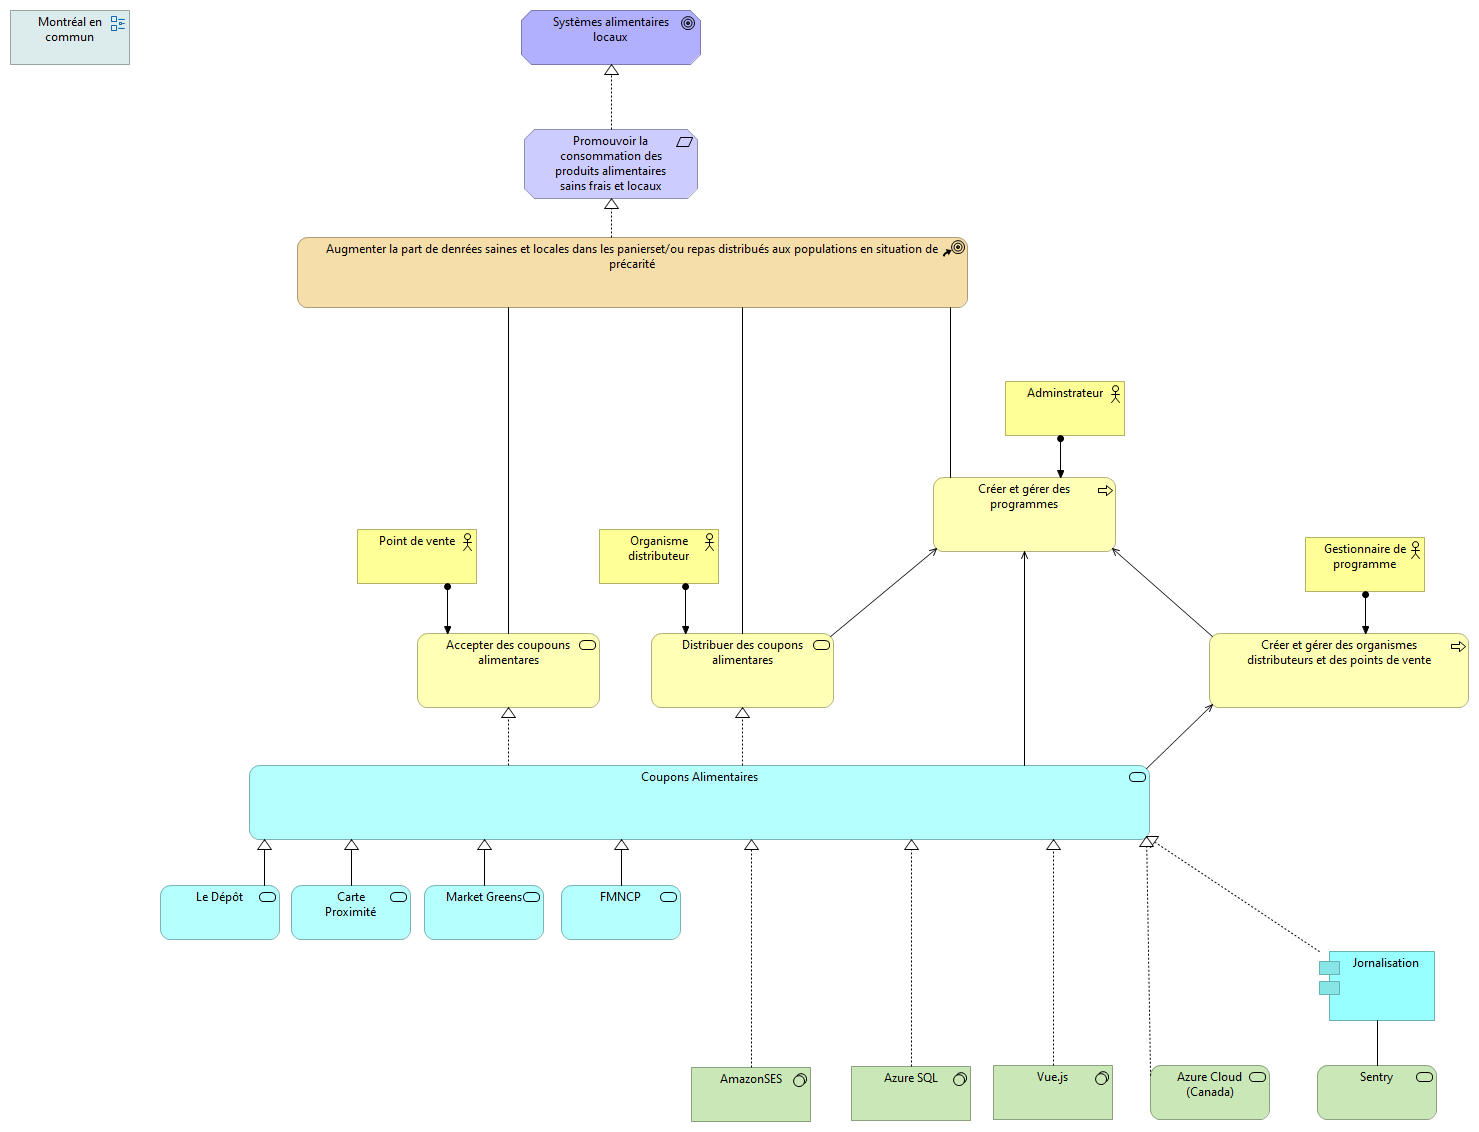 Montréal en
commun
Systèmes alimentaires
locaux
Promouvoir la
consommation des
produits alimentaires
sains frais et locaux
Augmenter la part de denrées saines et locales dans les panierset/ou repas distribués aux populations en situation de
précarité
Adminstrateur
Créer et gérer des
programmes
Point de vente
Organisme
distributeur
Gestionnaire de
programme
Accepter des coupouns
alimentares
Distribuer des coupons
alimentares
Créer et gérer des organismes
distributeurs et des points de vente
Coupons Alimentaires
Le Dépôt
Carte
Proximité
Market Greens
FMNCP
Jornalisation
AmazonSES
Azure SQL
Vue.js
Azure Cloud
(Canada)
Sentry